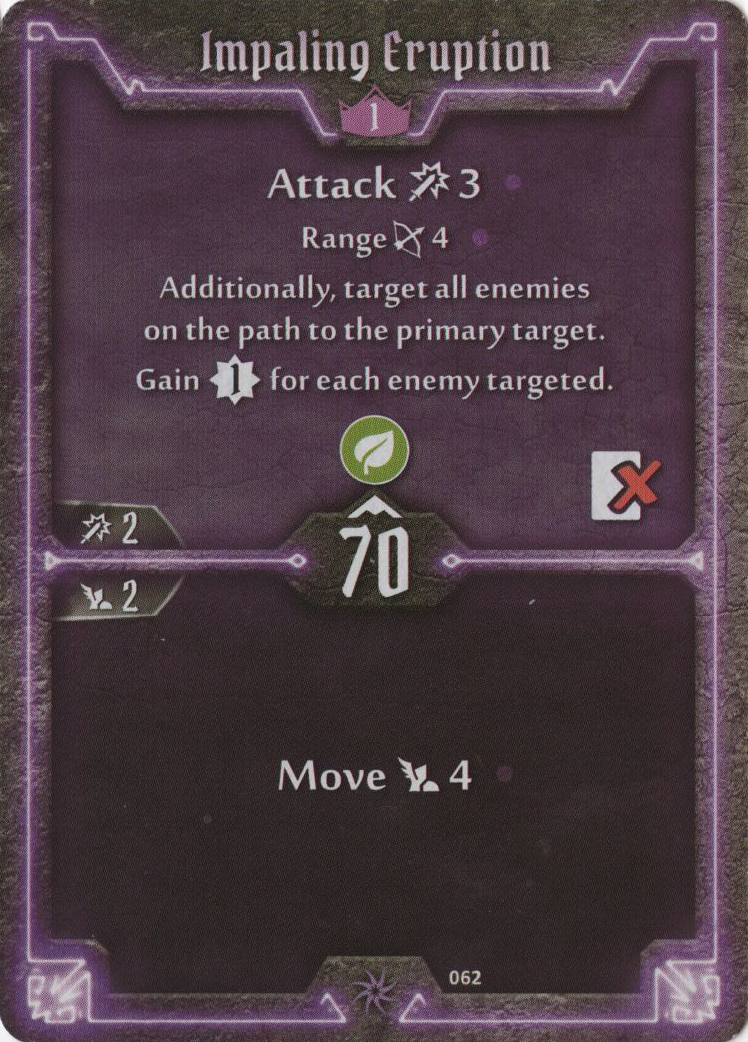 Impaling Eruption
1
Attack 3
Range 4
Additionally, target all enemies
on the path to the primary target.
Gain 1 for each enemy targeted.
2
70
2
Move 4
062